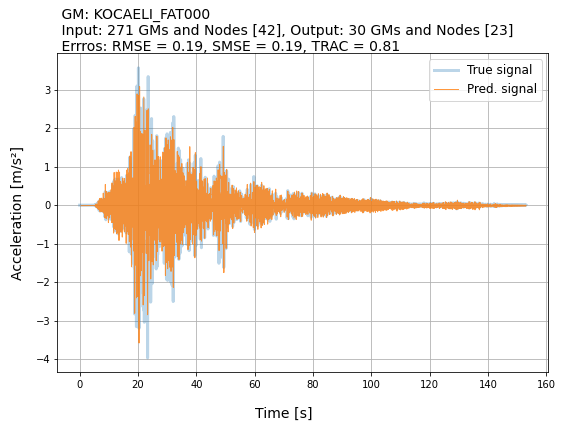 GM: KOCAELI_FAT000
Input: 271 GMs and Nodes [42], Output: 30 GMs and Nodes [23]
Errros: RMSE = 0.19, SMSE = 0.19, TRAC = 0.81
True signal
Pred. signal
Acceleration [m/s²]
3
2
1
0
−1
−2
−3
−4
0
20
40
60
80
100
120
140
160
Time [s]